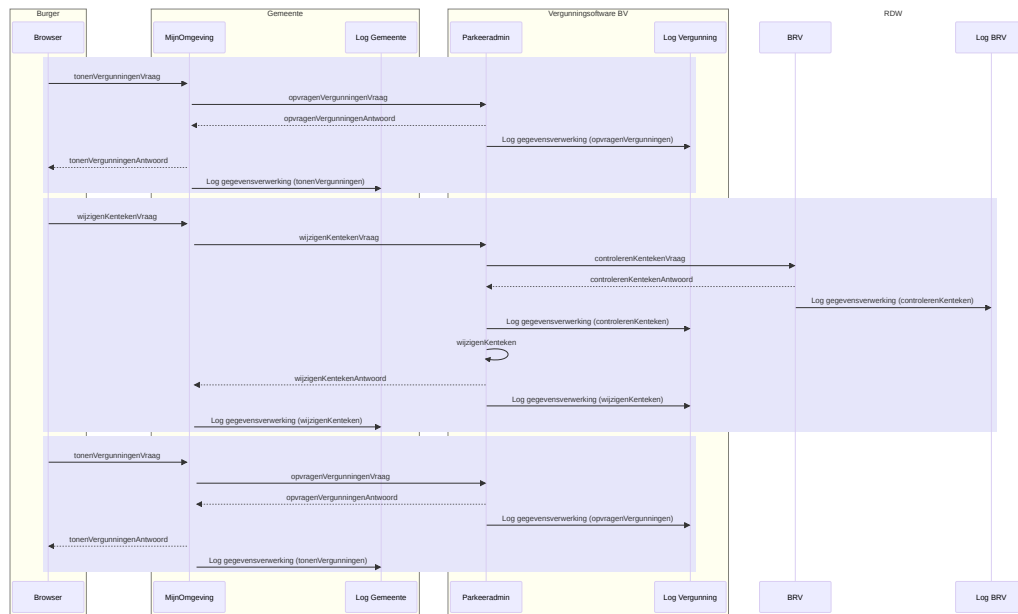 Burger
Gemeente
Vergunningsoftware BV
RDW
Browser
MijnOmgeving
Log Gemeente
Parkeeradmin
Log Vergunning
BRV
Log BRV
tonenVergunningenVraag
opvragenVergunningenVraag
opvragenVergunningenAntwoord
Log gegevensverwerking (opvragenVergunningen)
tonenVergunningenAntwoord
Log gegevensverwerking (tonenVergunningen)
wijzigenKentekenVraag
wijzigenKentekenVraag
controlerenKentekenVraag
controlerenKentekenAntwoord
Log gegevensverwerking (controlerenKenteken)
Log gegevensverwerking (controlerenKenteken)
wijzigenKenteken
wijzigenKentekenAntwoord
Log gegevensverwerking (wijzigenKenteken)
Log gegevensverwerking (wijzigenKenteken)
tonenVergunningenVraag
opvragenVergunningenVraag
opvragenVergunningenAntwoord
Log gegevensverwerking (opvragenVergunningen)
tonenVergunningenAntwoord
Log gegevensverwerking (tonenVergunningen)
Browser
MijnOmgeving
Log Gemeente
Parkeeradmin
Log Vergunning
BRV
Log BRV